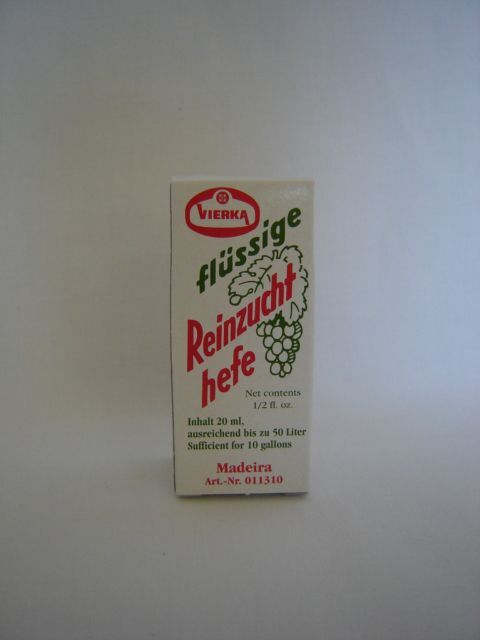 VIERKA
flüssige
Reinzucht
hefe
Net contents
1/2 fl. oz.
Inhalt 20 ml,
ausreichend bis zu 50 Liter
Sufficient for 10 gallons
Madeira
Art.-Nr. 011310